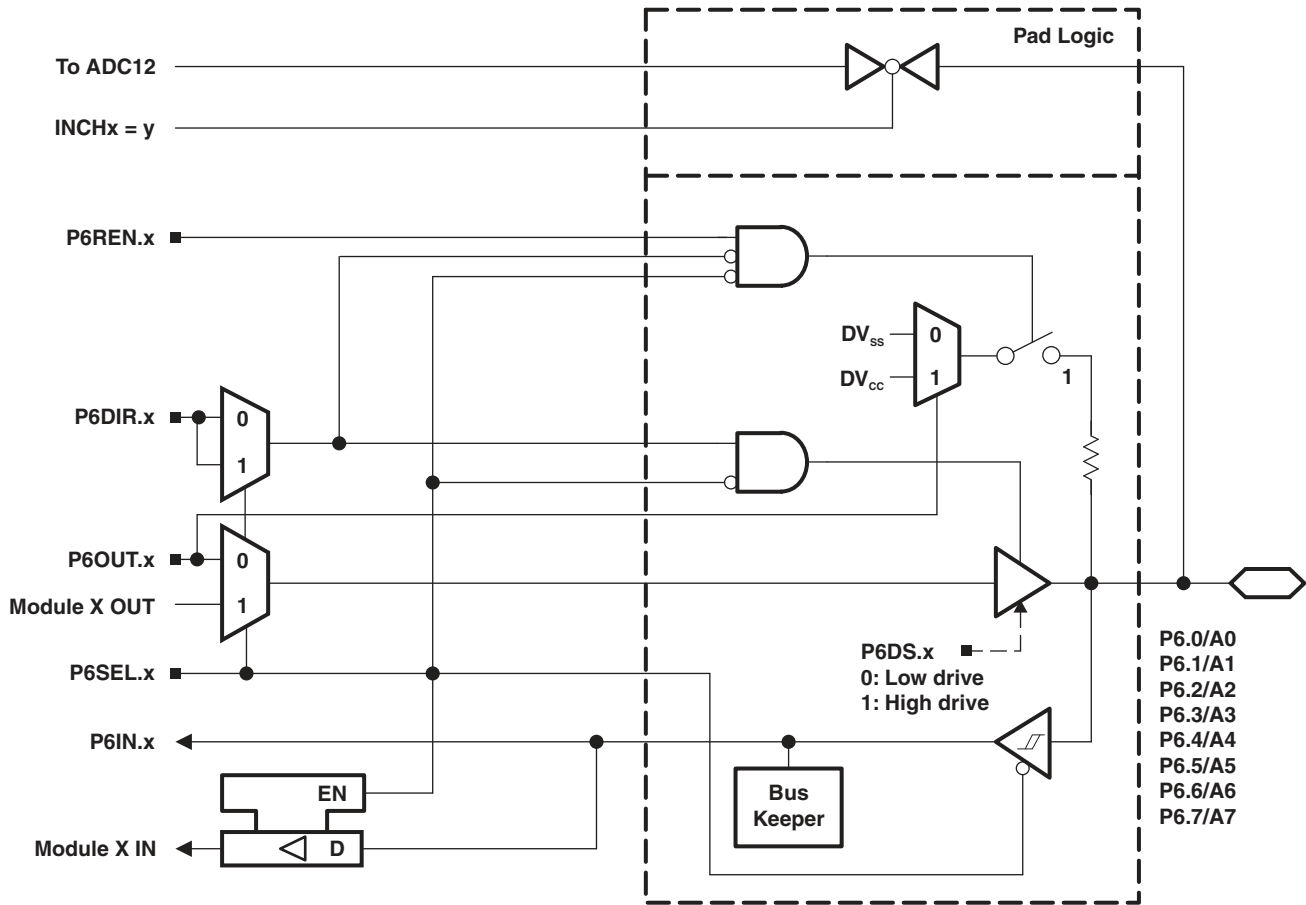 Pad Logic
To ADC12
INCHx = y
P6REN.x
DVSS
0
DVCC
1
1
P6DIR.x
0
1
P6OUT.x
0
Module X OUT
1
P6SEL.x
P6DS.x
0: Low drive
1: High drive
P6.0/A0
P6.1/A1
P6.2/A2
P6.3/A3
P6.4/A4
P6.5/A5
P6.6/A6
P6.7/A7
P6IN.x
EN
Bus
Keeper
Module X IN
D